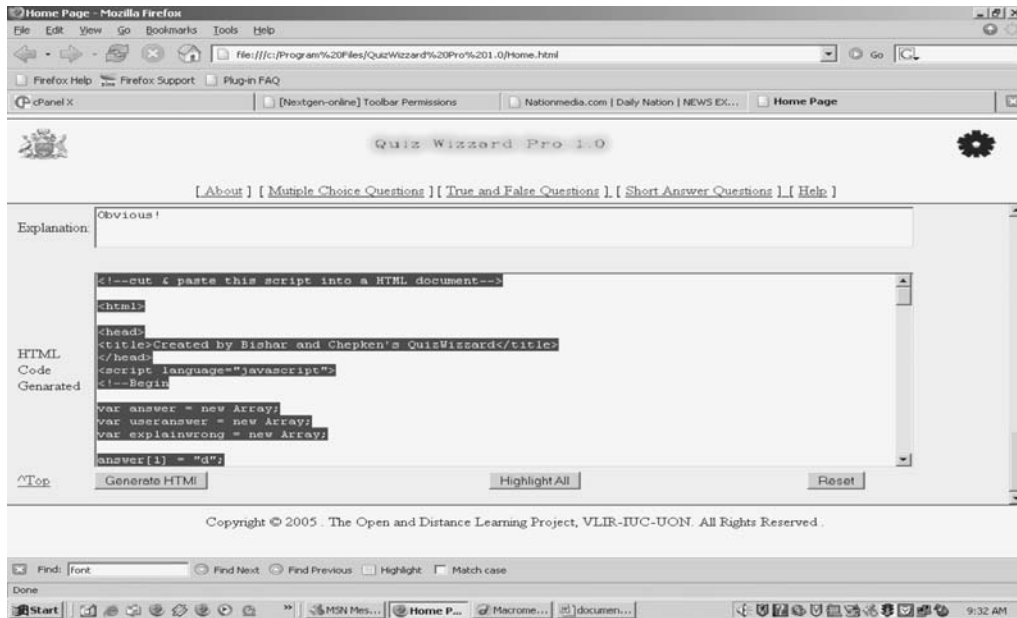 Home Page - Mozilla Firefox
File Edit View Go Bookmarks Tools Help
file:///c:/Program%20Files/QuizWizzard%20Pro%201.0/Home.html Go
Firefox Help Firefox Support Plug-in FAQ
cPanel X [Nextgen-online] Toolbar Permissions Nationmedia.com | Daily Nation | NEWS EX... Home Page
Quiz Wizzard Pro 1.0
[ About ] [ Mutiple Choice Questions ] [ True and False Questions ] [ Short Answer Questions ] [ Help ]
Explanation:
Obvious!
<!--cut & paste this script into a HTML document-->
<html>
<head>
<title>Created by Bishar and Chepken's QuizWizzard</title>
</head>
<script language="javascript">
<!--Begin
var answer = new Array;
var useranswer = new Array;
var explainwrong = new Array;
answer[1] = "d";
HTML
Code
Genarated
^Top Generate HTMl Highlight All Reset
Copyright © 2005 . The Open and Distance Learning Project, VLIR-IUC-UON. All Rights Reserved .
Find: font Find Next Find Previous Highlight Match case
Done
Start » MSN Mes... Home P... Macrome... documen... 9:32 AM